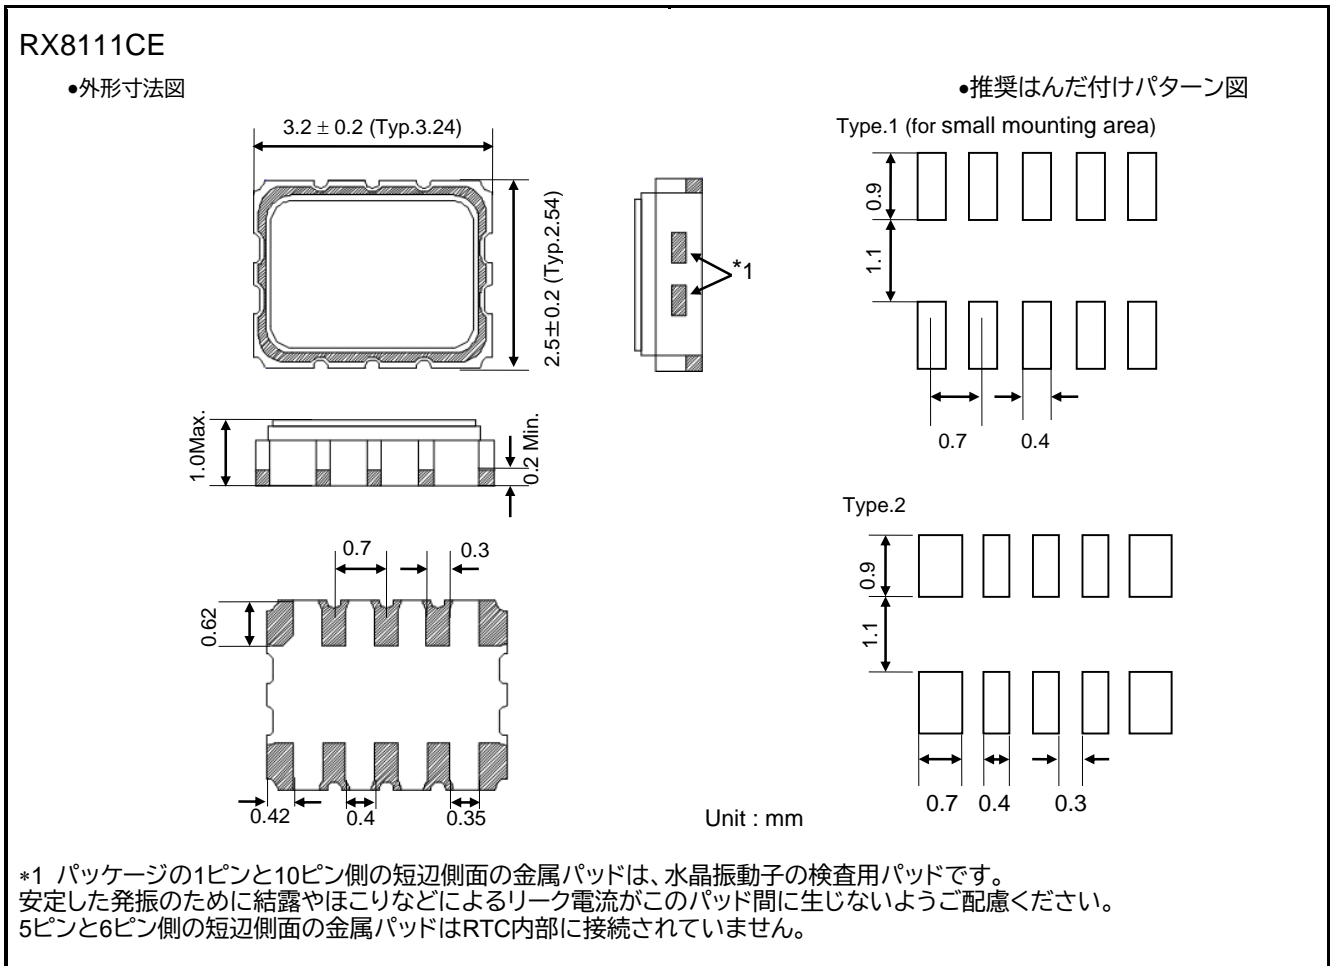 RX8111CE
•外形寸法図
•推奨はんだ付けパターン図
3.2 ± 0.2 (Typ.3.24)
2.5±0.2 (Typ.2.54)
*1
1.0Max.
0.2 Min.
0.7
0.3
0.62
0.42
0.4
0.35
Type.1 (for small mounting area)
0.9
1.1
0.7
0.4
Type.2
0.9
1.1
0.7
0.4
0.3
Unit : mm
*1 パッケージの1ピンと10ピン側の短辺側面の金属パッドは、水晶振動子の検査用パッドです。
安定した発振のために結露やほこりなどによるリーク電流がこのパッド間に生じないようご配慮ください。
5ピンと6ピン側の短辺側面の金属パッドはRTC内部に接続されていません。